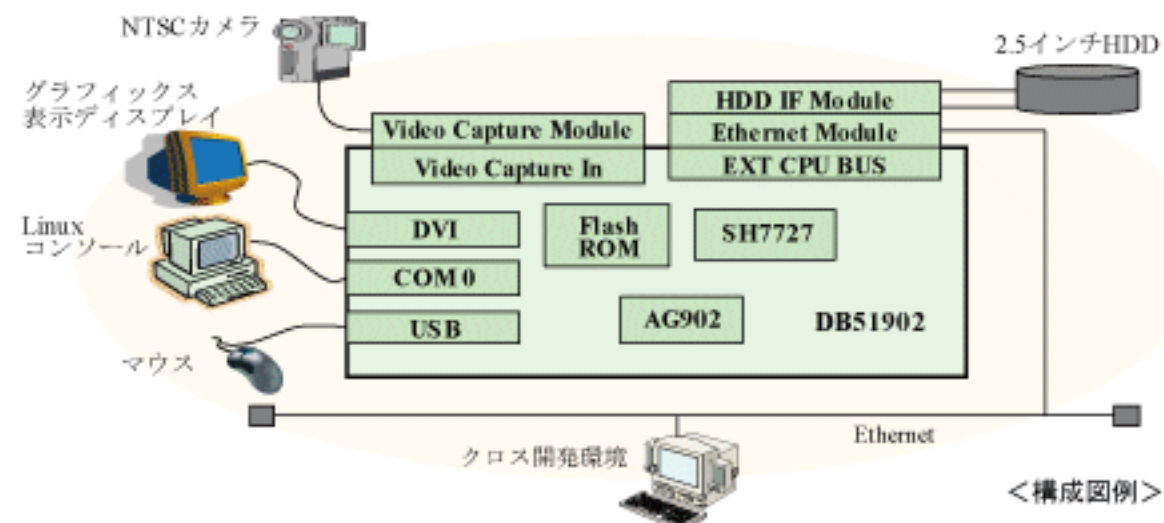 NTSCカメラ
2.5インチHDD
グラフィックス
表示ディスプレイ
HDD IF Module
Video Capture Module
Ethernet Module
Video Capture In
EXT CPU BUS
Linux
コンソール
DVI
Flash
ROM
SH7727
COM 0
AG902
DB51902
USB
マウス
Ethernet
クロス開発環境
<構成図例>